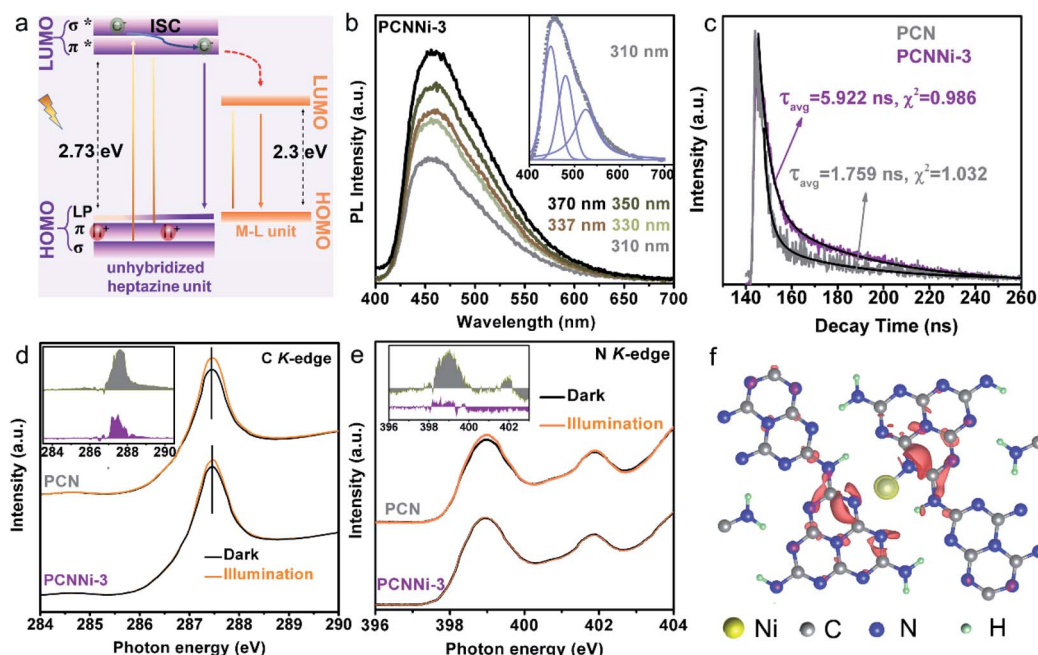 a
LUMO
σ *
π *
e-
ISC
e-
LUMO
2.73 eV
2.3 eV
HOMO
LP
π
σ
h+
h+
HOMO
M-L unit
unhybridized
heptazine unit
b
PCNNi-3
PL Intensity (a.u.)
310 nm
400 500 600 700
370 nm 350 nm
337 nm 330 nm
310 nm
400 450 500 550 600 650 700
Wavelength (nm)
c
PCN
PCNNi-3
Intensity (a.u.)
τavg=5.922 ns, χ2=0.986
τavg=1.759 ns, χ2=1.032
140 160 180 200 220 240 260
Decay Time (ns)
d
C K-edge
Intensity (a.u.)
284 286 288 290
PCN
Dark
Illumination
PCNNi-3
284 285 286 287 288 289 290
Photon energy (eV)
e
N K-edge
Intensity (a.u.)
396 398 400 402
Dark
Illumination
PCN
PCNNi-3
396 398 400 402 404
Photon energy (eV)
f
Ni C N H